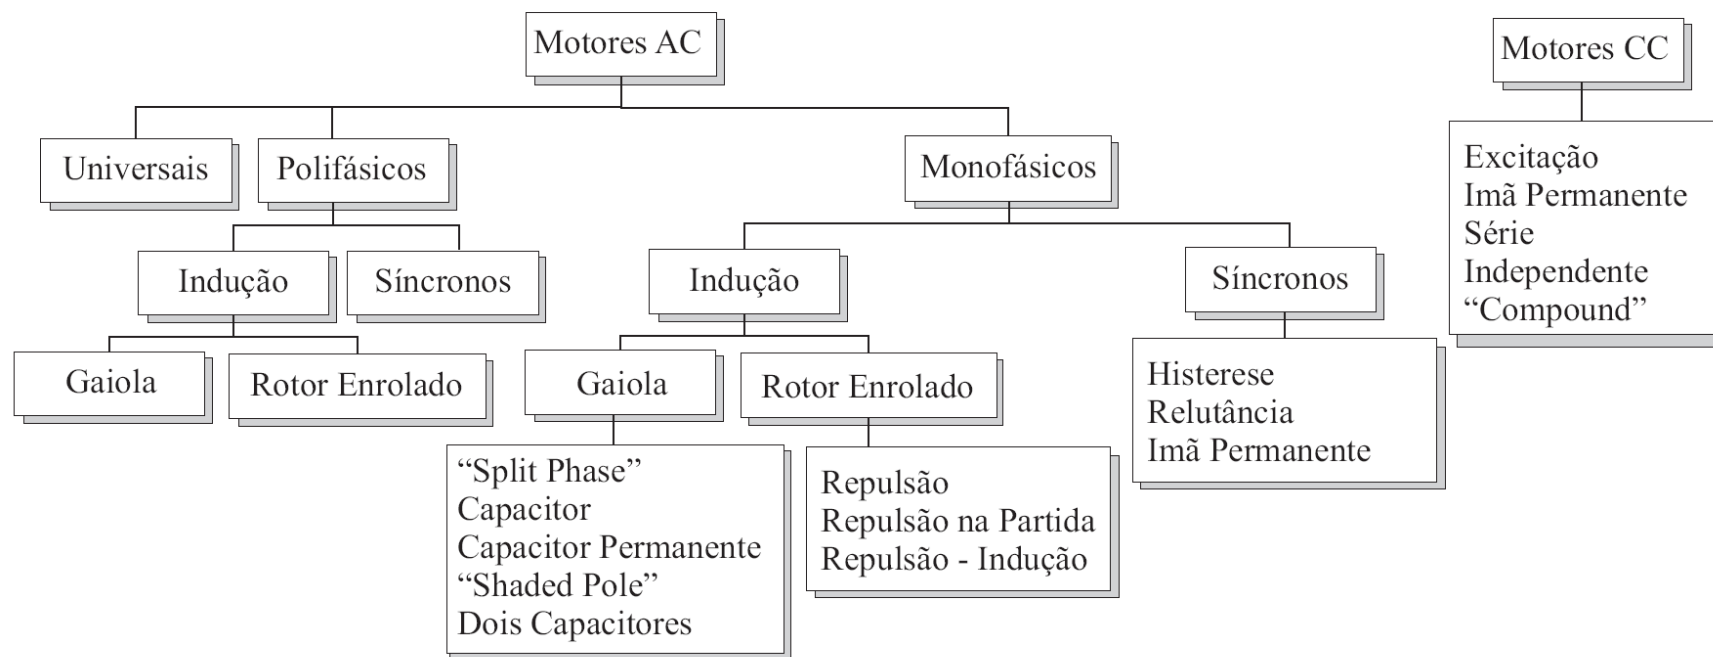 Motores AC
Motores CC
Universais
Polifásicos
Monofásicos
Excitação
Imã Permanente
Série
Independente
“Compound”
Indução
Síncronos
Indução
Síncronos
Gaiola
Rotor Enrolado
Gaiola
Rotor Enrolado
Histerese
Relutância
Imã Permanente
“Split Phase”
Capacitor
Capacitor Permanente
“Shaded Pole”
Dois Capacitores
Repulsão
Repulsão na Partida
Repulsão - Indução